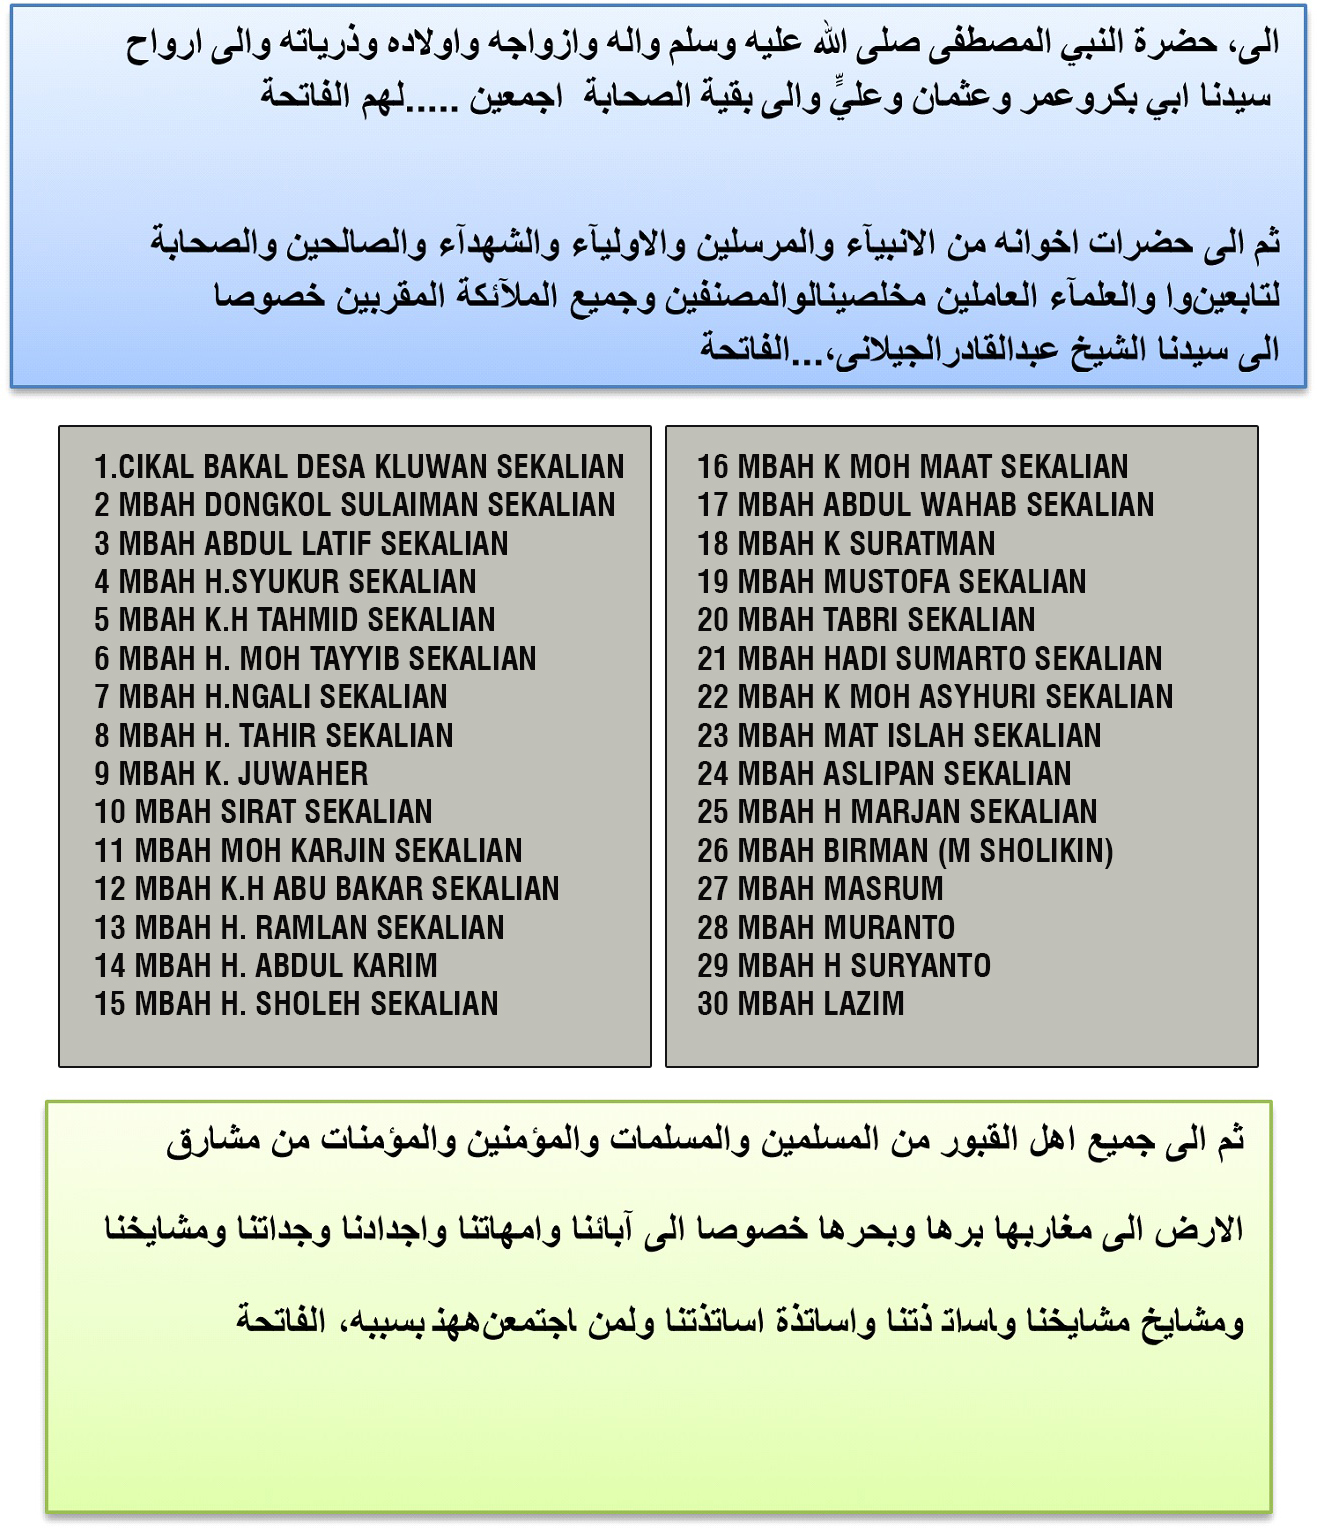 الى، حضرة النبي المصطفى صلى الله عليه وسلم واله وازواجه واولاده وذرياته والى ارواح
سيدنا ابي بكروعمر وعثمان وعليٍّ والى بقية الصحابة اجمعين .....لهم الفاتحة
ثم الى حضرات اخوانه من الانبيآء والمرسلين والاوليآء والشهدآء والصالحين والصحابة
لتابعين‌وا والعلمآء العاملين مخلصينالوالمصنفين وجميع الملآئكة المقربين خصوصا
الى سيدنا الشيخ عبدالقادرالجيلانى،...الفاتحة
1.CIKAL BAKAL DESA KLUWAN SEKALIAN
2 MBAH DONGKOL SULAIMAN SEKALIAN
3 MBAH ABDUL LATIF SEKALIAN
4 MBAH H.SYUKUR SEKALIAN
5 MBAH K.H TAHMID SEKALIAN
6 MBAH H. MOH TAYYIB SEKALIAN
7 MBAH H.NGALI SEKALIAN
8 MBAH H. TAHIR SEKALIAN
9 MBAH K. JUWAHER
10 MBAH SIRAT SEKALIAN
11 MBAH MOH KARJIN SEKALIAN
12 MBAH K.H ABU BAKAR SEKALIAN
13 MBAH H. RAMLAN SEKALIAN
14 MBAH H. ABDUL KARIM
15 MBAH H. SHOLEH SEKALIAN
16 MBAH K MOH MAAT SEKALIAN
17 MBAH ABDUL WAHAB SEKALIAN
18 MBAH K SURATMAN
19 MBAH MUSTOFA SEKALIAN
20 MBAH TABRI SEKALIAN
21 MBAH HADI SUMARTO SEKALIAN
22 MBAH K MOH ASYHURI SEKALIAN
23 MBAH MAT ISLAH SEKALIAN
24 MBAH ASLIPAN SEKALIAN
25 MBAH H MARJAN SEKALIAN
26 MBAH BIRMAN (M SHOLIKIN)
27 MBAH MASRUM
28 MBAH MURANTO
29 MBAH H SURYANTO
30 MBAH LAZIM
ثم الى جميع اهل القبور من المسلمين والمسلمات والمؤمنين والمؤمنات من مشارق
الارض الى مغاربها برها وبحرها خصوصا الى آبائنا وامهاتنا واجدادنا وجداتنا ومشايخنا
ومشايخ مشايخنا واساتذتنا واساتذة اساتذتنا ولمن اجتمعن‌ههنـ بسببه، الفاتحة